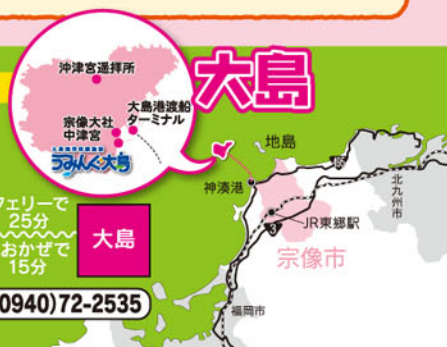 大島
沖津宮遥拝所
大島港渡船
ターミナル
宗像大社
中津宮
うみんぐ大島
地島
神湊港
JR東郷駅
宗像市
北九州市
福岡市
3
フェリーで
25分
おかぜで
15分
大島
(0940)72-2535